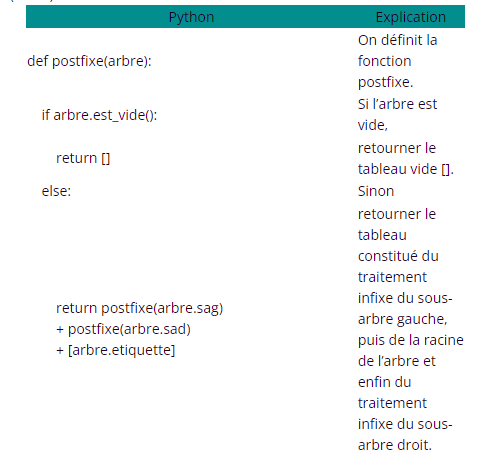 Python
Explication
def postfixe(arbre):
On définit la
fonction
postfixe.
if arbre.est_vide():
Si l’arbre est
vide,
return []
retourner le
tableau vide [].
else:
Sinon
return postfixe(arbre.sag)
+ postfixe(arbre.sad)
+ [arbre.etiquette]
retourner le
tableau
constitué du
traitement
infixe du sous-
arbre gauche,
puis de la racine
de l’arbre et
enfin du
traitement
infixe du sous-
arbre droit.